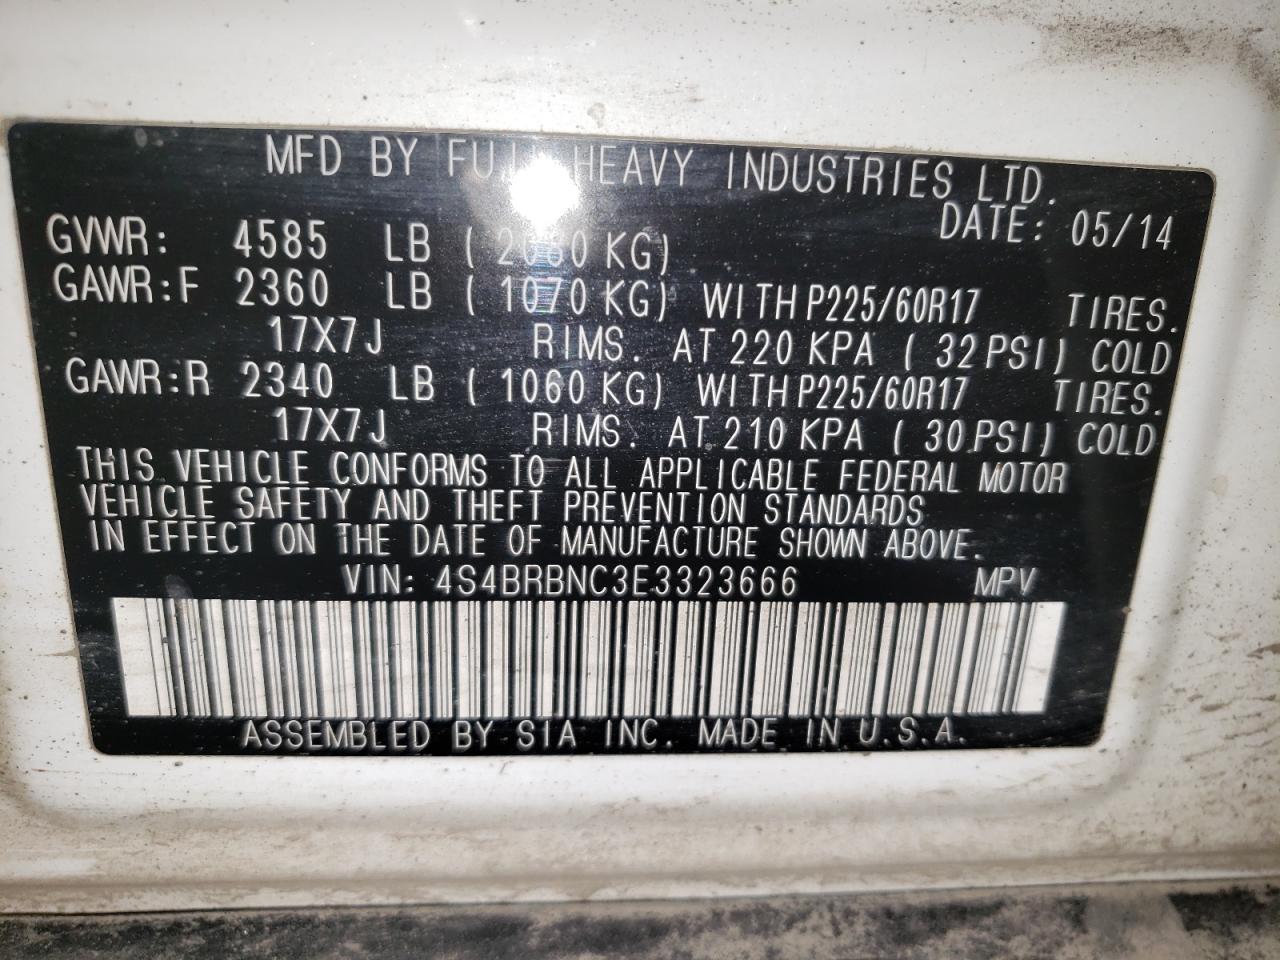 MFD BY FUJI HEAVY INDUSTRIES LTD.
DATE: 05/14
GVWR: 4585 LB ( 2080 KG)
GAWR:F 2360 LB ( 1070 KG) WITH P225/60R17 TIRES.
17X7J RIMS. AT 220 KPA ( 32 PSI) COLD
GAWR:R 2340 LB ( 1060 KG) WITH P225/60R17 TIRES.
17X7J RIMS. AT 210 KPA ( 30 PSI) COLD
THIS VEHICLE CONFORMS TO ALL APPLICABLE FEDERAL MOTOR
VEHICLE SAFETY AND THEFT PREVENTION STANDARDS
IN EFFECT ON THE DATE OF MANUFACTURE SHOWN ABOVE.
VIN: 4S4BRBNC3E3323666 MPV
ASSEMBLED BY SIA INC. MADE IN U.S.A.